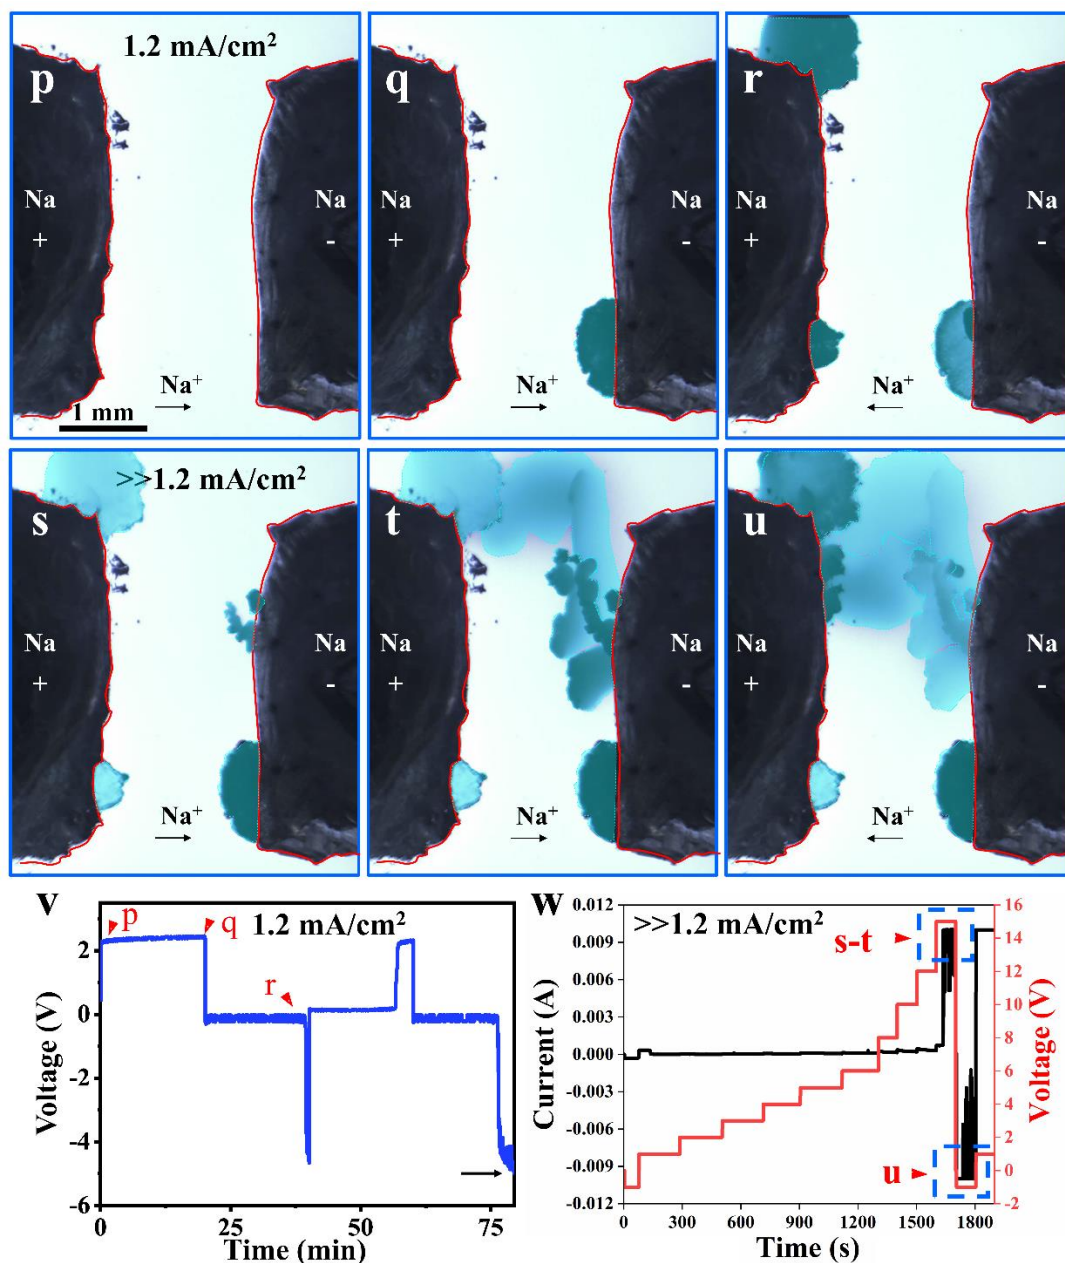 p
1.2 mA/cm²
Na
+
Na
-
Na⁺
1 mm
q
Na
+
Na
-
Na⁺
r
Na
+
Na
-
Na⁺
s
>>1.2 mA/cm²
Na
+
Na
-
Na⁺
t
Na
+
Na
-
Na⁺
u
Na
+
Na
-
Na⁺
v
1.2 mA/cm²
p
q
r
Voltage (V)
2
0
-2
-4
-6
0
25
50
75
Time (min)
w
>>1.2 mA/cm²
s-t
u
Current (A)
0.012
0.009
0.006
0.003
0.000
-0.003
-0.006
-0.009
-0.012
0
300
600
900
1200
1500
1800
Time (s)
16
14
12
10
8
6
4
2
0
-2
Voltage (V)